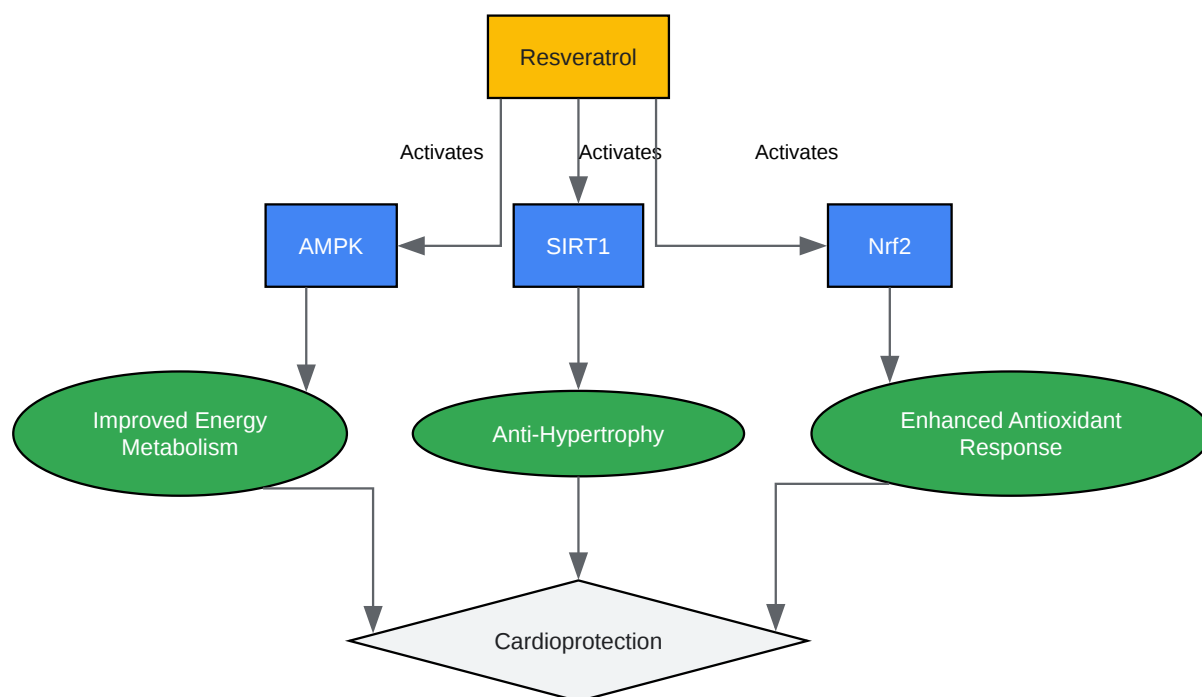 Resveratrol
Activates
Activates
Activates
AMPK
SIRT1
Nrf2
Improved Energy
Metabolism
Anti-Hypertrophy
Enhanced Antioxidant
Response
Cardioprotection